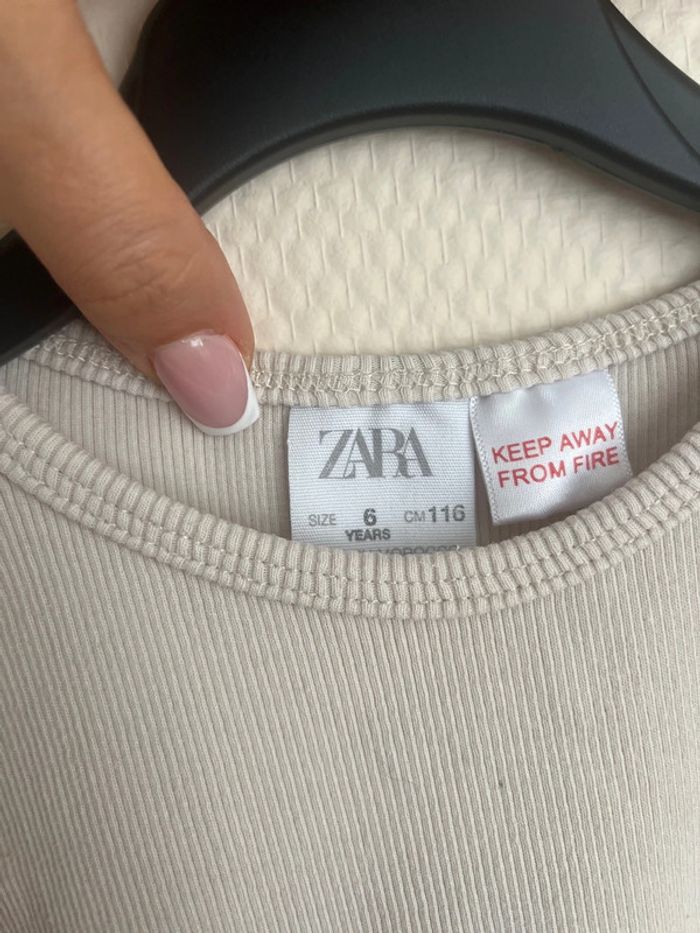 ZARA
SIZE 6 CM 116
YEARS
KEEP AWAY
FROM FIRE